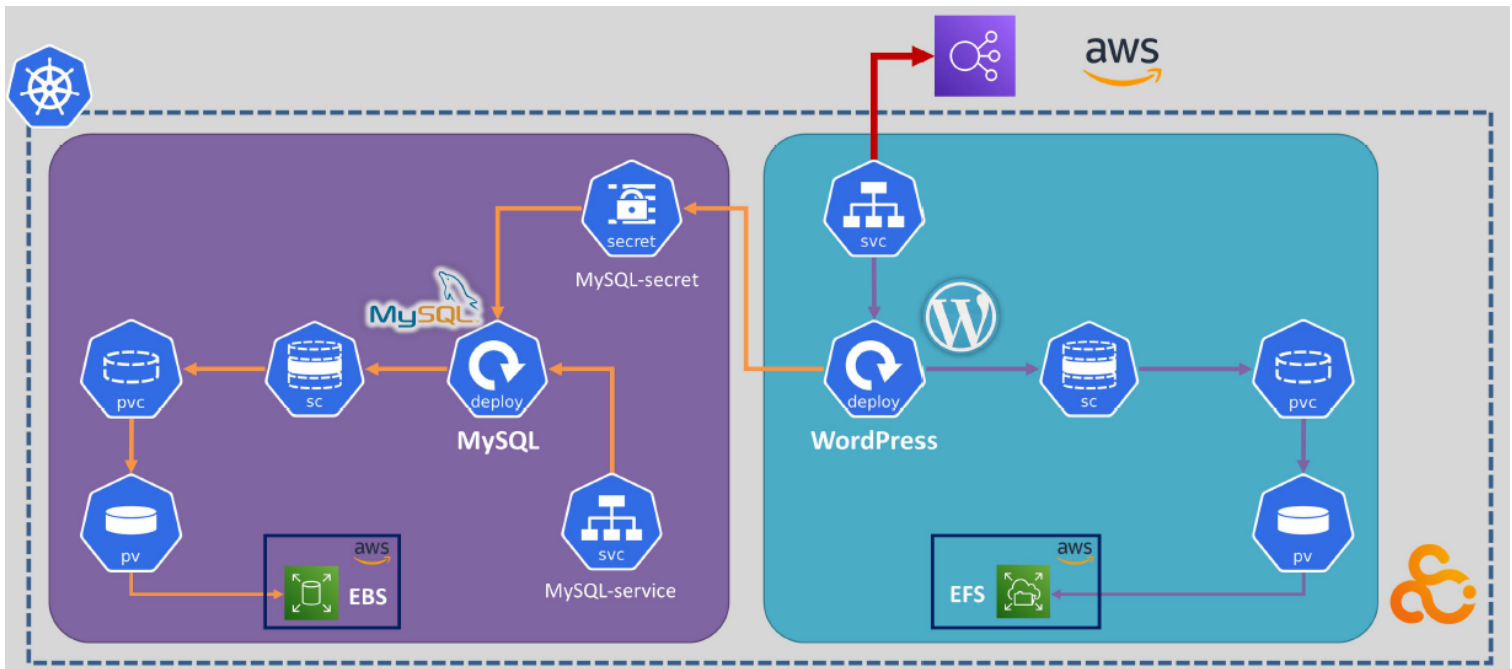 aws
secret
MySQL-secret
svc
MySQL
pvc
sc
deploy
MySQL
deploy
WordPress
sc
pvc
pv
aws
EBS
svc
MySQL-service
aws
EFS
pv